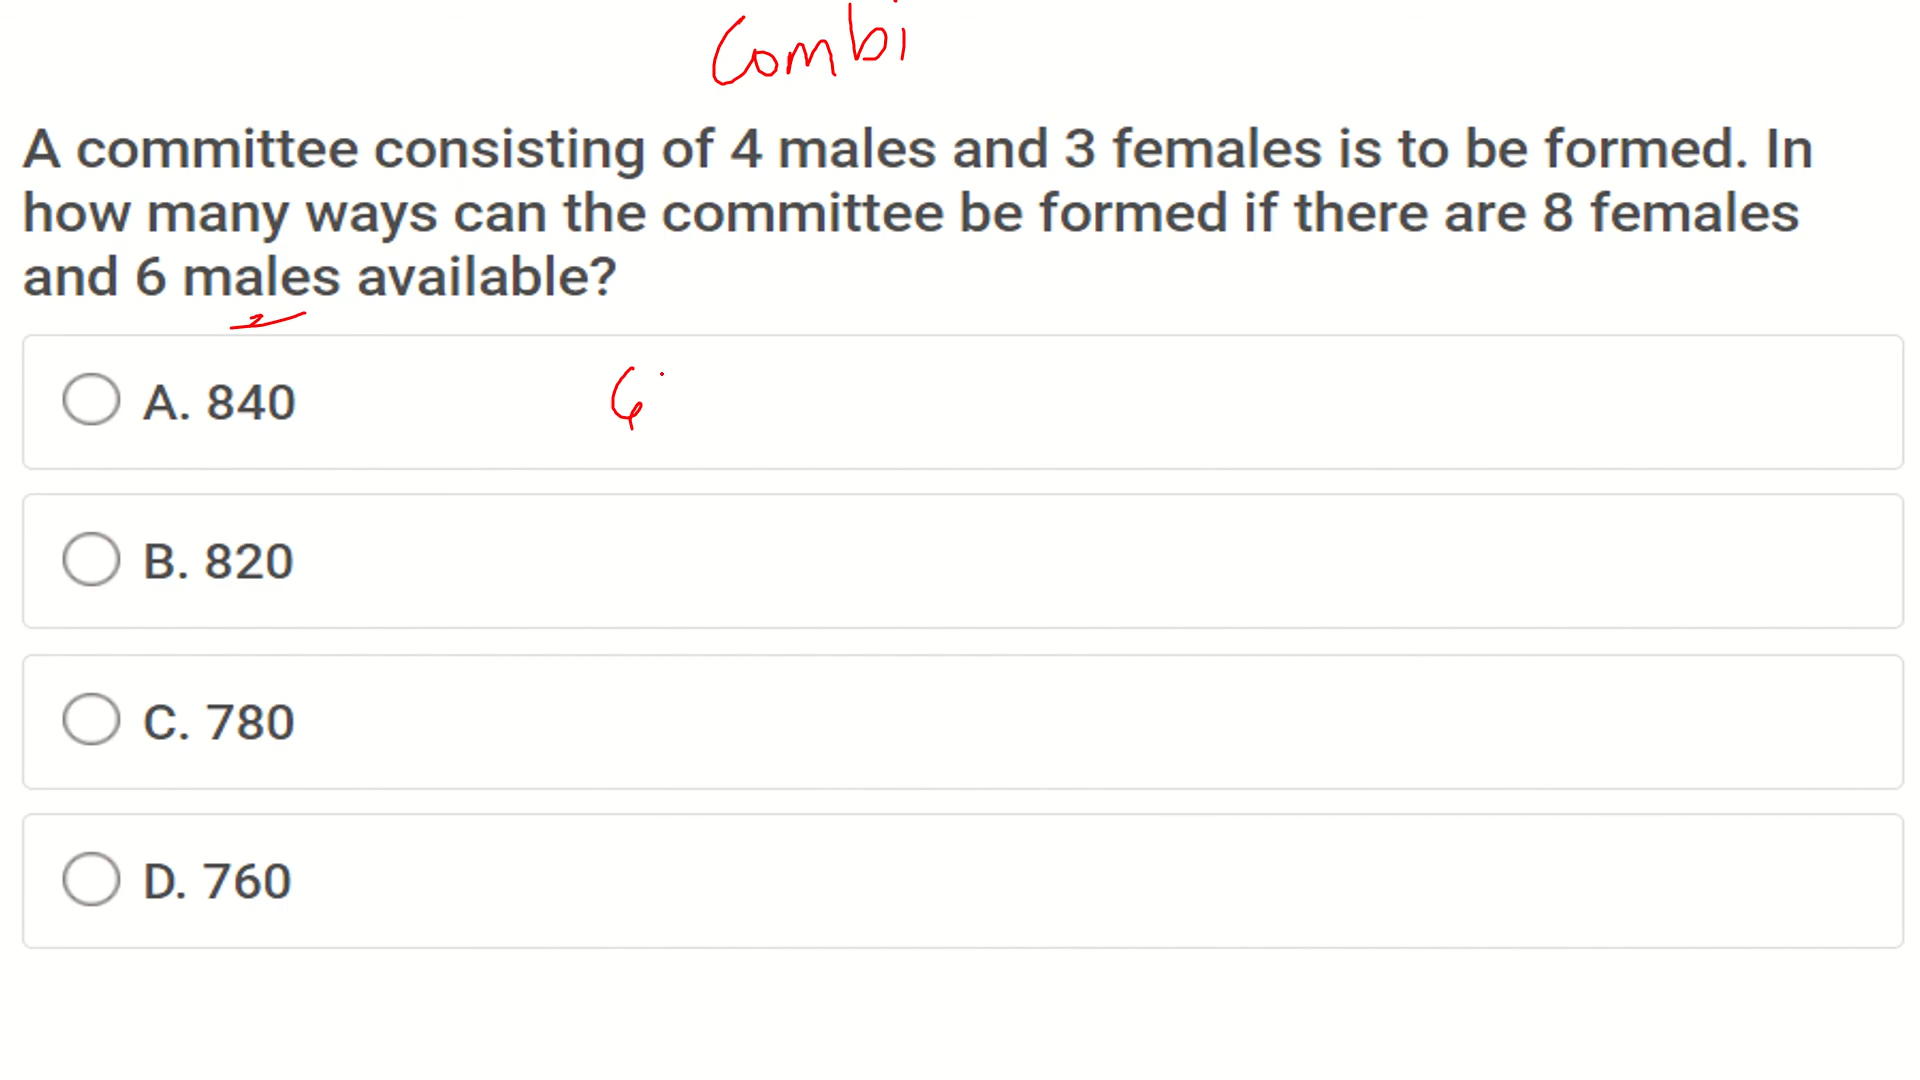 Combi
A committee consisting of 4 males and 3 females is to be formed. In
how many ways can the committee be formed if there are 8 females
and 6 males available?
A. 840
6
B. 820
C. 780
D. 760